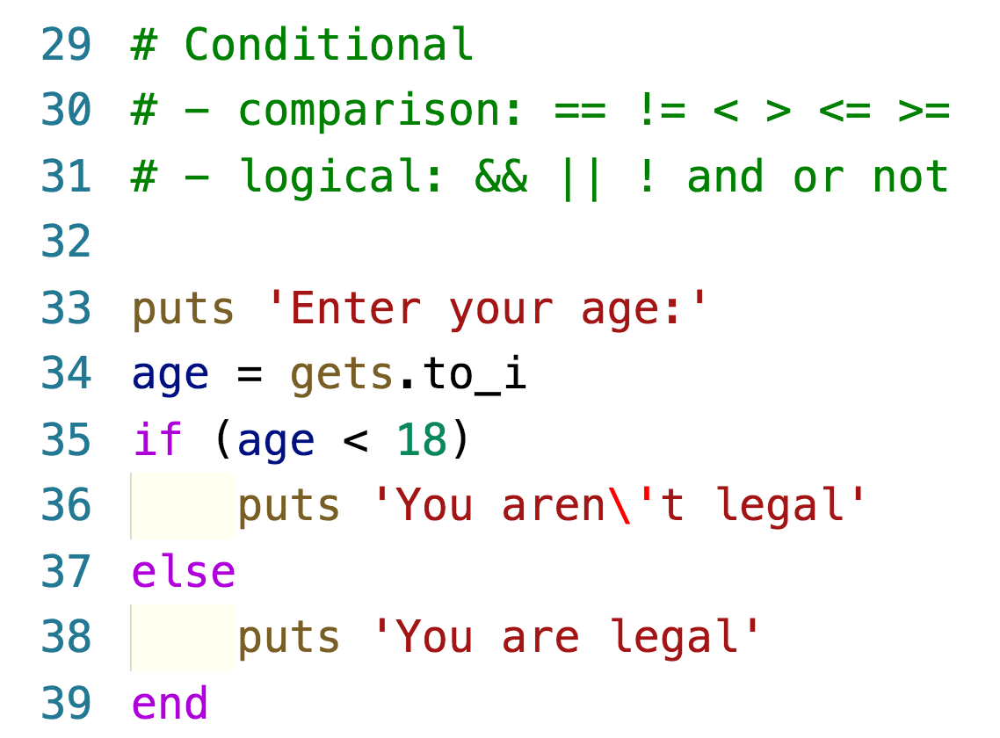 29 # Conditional
30 # - comparison: == != < > <= >=
31 # - logical: && || ! and or not
32
33 puts 'Enter your age:'
34 age = gets.to_i
35 if (age < 18)
36     puts 'You aren\'t legal'
37 else
38     puts 'You are legal'
39 end